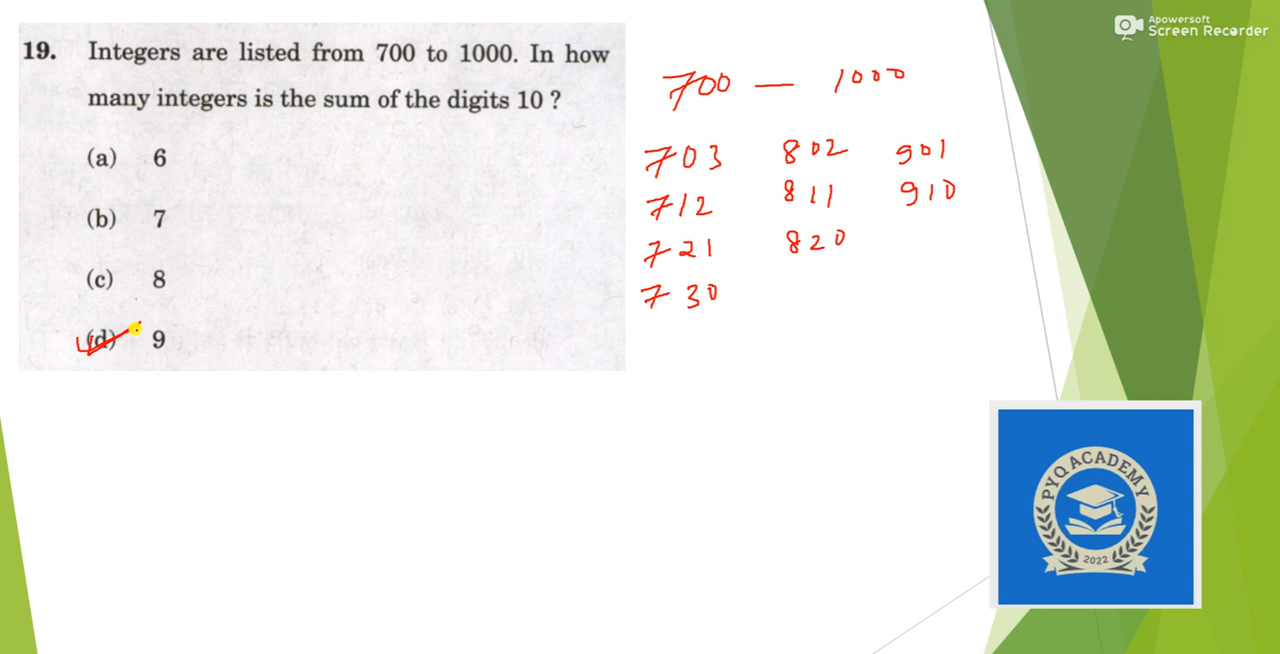 Apowersoft
Screen Recorder
19. Integers are listed from 700 to 1000. In how
many integers is the sum of the digits 10 ?
(a) 6
(b) 7
(c) 8
(d) 9
700 — 1000
703 802 901
712 811 910
721 820
730
PYQ ACADEMY
2022